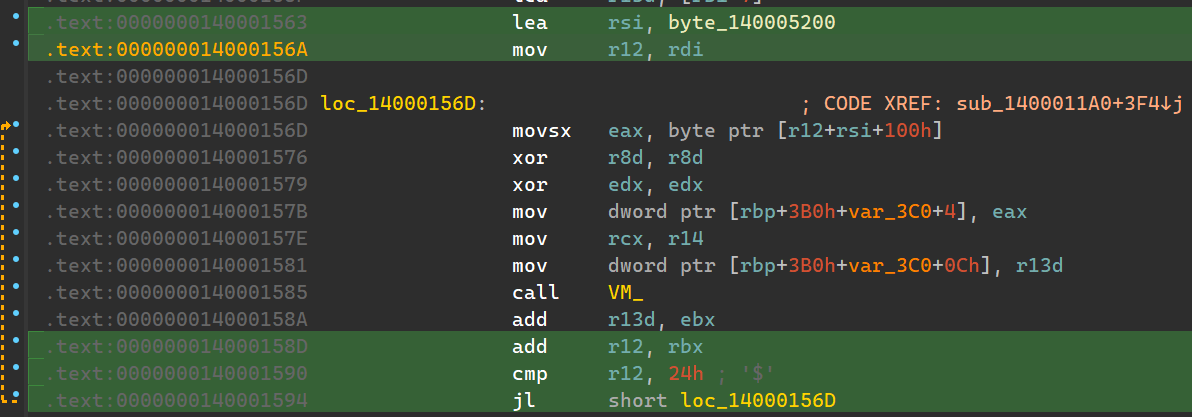 .text:0000000140001563 lea rsi, byte_140005200
.text:000000014000156A mov r12, rdi
.text:000000014000156D
.text:000000014000156D loc_14000156D: ; CODE XREF: sub_1400011A0+3F4↓j
.text:000000014000156D movsx eax, byte ptr [r12+rsi+100h]
.text:0000000140001576 xor r8d, r8d
.text:0000000140001579 xor edx, edx
.text:000000014000157B mov dword ptr [rbp+3B0h+var_3C0+4], eax
.text:000000014000157E mov rcx, r14
.text:0000000140001581 mov dword ptr [rbp+3B0h+var_3C0+0Ch], r13d
.text:0000000140001585 call VM_
.text:000000014000158A add r13d, ebx
.text:000000014000158D add r12, rbx
.text:0000000140001590 cmp r12, 24h ; '$'
.text:0000000140001594 jl short loc_14000156D